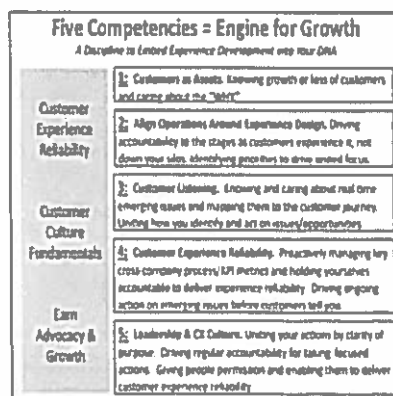 Five Competencies = Engine for Growth
A Discipline to Embed Experience Development into Your DNA
Customer
Experience
Reliability
Customer
Culture
Fundamentals
Earn
Advocacy &
Growth
1: Customers as Assets. Knowing growth or loss of customers
and caring about the "WHY"
2: Align Operations Around Experience Design. Driving
accountability to the stages as customers experience it, not
down your silos. Identifying priorities to drive united focus.
3: Customer Listening. Knowing and caring about real time
emerging issues and mapping them to the customer journey.
Uniting how you identify and act on issues/opportunities
4: Customer Experience Reliability. Proactively managing key
cross-company process/ KPI metrics and holding yourselves
accountable to deliver experience reliability. Driving ongoing
action on emerging issues before customers tell you.
5: Leadership & CX Culture. Uniting your actions by clarity of
purpose. Driving regular accountability for taking focused
actions. Giving people permission and enabling them to deliver
customer experience reliability